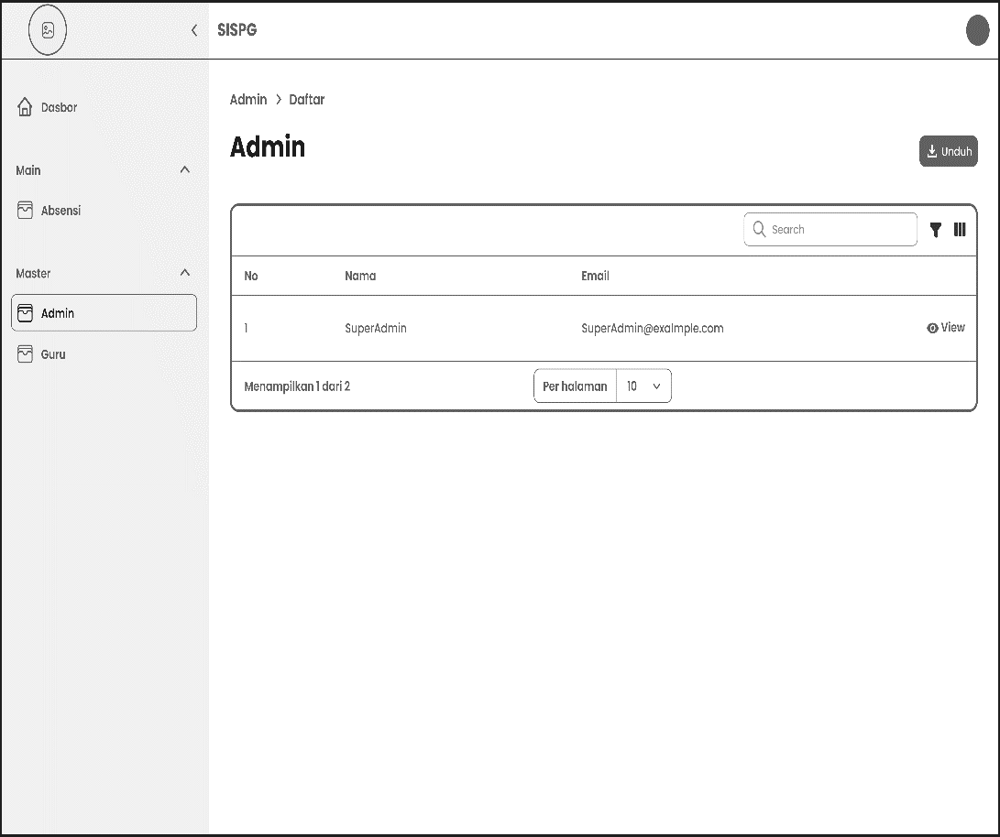 SISPG
Dasbor
Main
Absensi
Master
Admin
Guru
Admin > Daftar
Admin
Unduh
Search
No Nama Email
1 SuperAdmin SuperAdmin@exalmple.com View
Menampilkan 1 dari 2 Per halaman 10